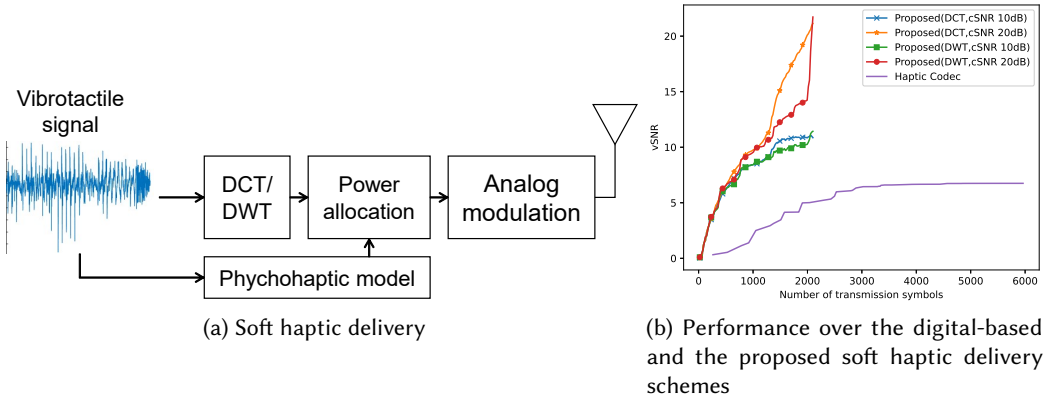 Vibrotactile
signal
DCT/
DWT
Power
allocation
Analog
modulation
Phychohaptic model
(a) Soft haptic delivery
Proposed(DCT,cSNR 10dB)
Proposed(DCT,cSNR 20dB)
Proposed(DWT,cSNR 10dB)
Proposed(DWT,cSNR 20dB)
Haptic Codec
20
15
10
5
0
vSNR
0 1000 2000 3000 4000 5000 6000
Number of transmission symbols
(b) Performance over the digital-based
and the proposed soft haptic delivery
schemes